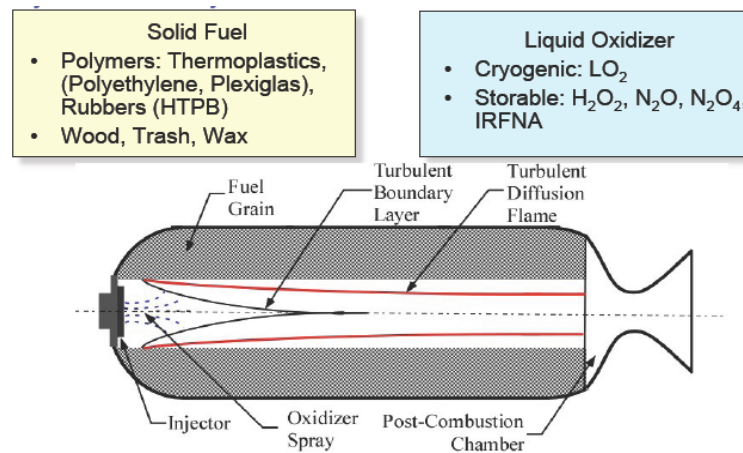 Solid Fuel
• Polymers: Thermoplastics,
(Polyethylene, Plexiglas),
Rubbers (HTPB)
• Wood, Trash, Wax
Liquid Oxidizer
• Cryogenic: LO₂
• Storable: H₂O₂, N₂O, N₂O₄,
IRFNA
Fuel
Grain
Turbulent
Boundary
Layer
Turbulent
Diffusion
Flame
Injector
Oxidizer
Spray
Post-Combustion
Chamber